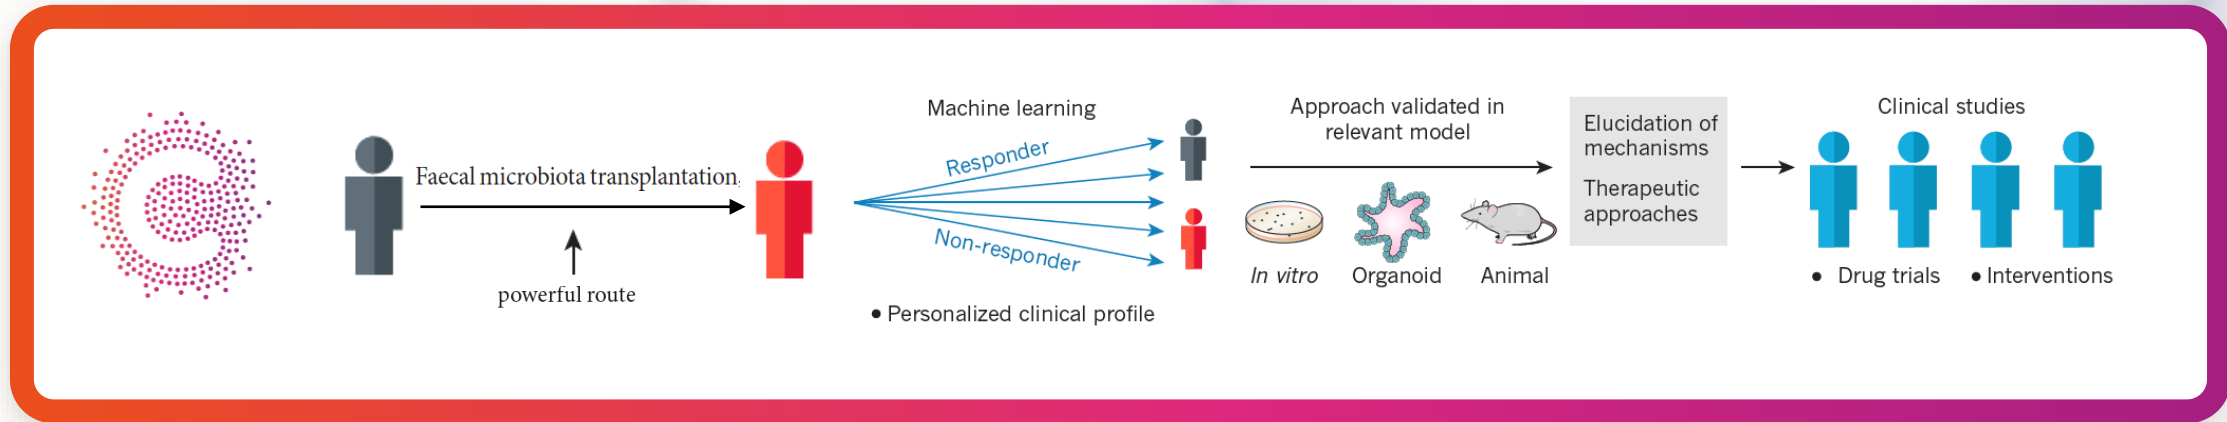 Faecal microbiota transplantation,
powerful route
Machine learning
Responder
Non-responder
• Personalized clinical profile
Approach validated in
relevant model
In vitro
Organoid
Animal
Elucidation of
mechanisms
Therapeutic
approaches
Clinical studies
• Drug trials
• Interventions